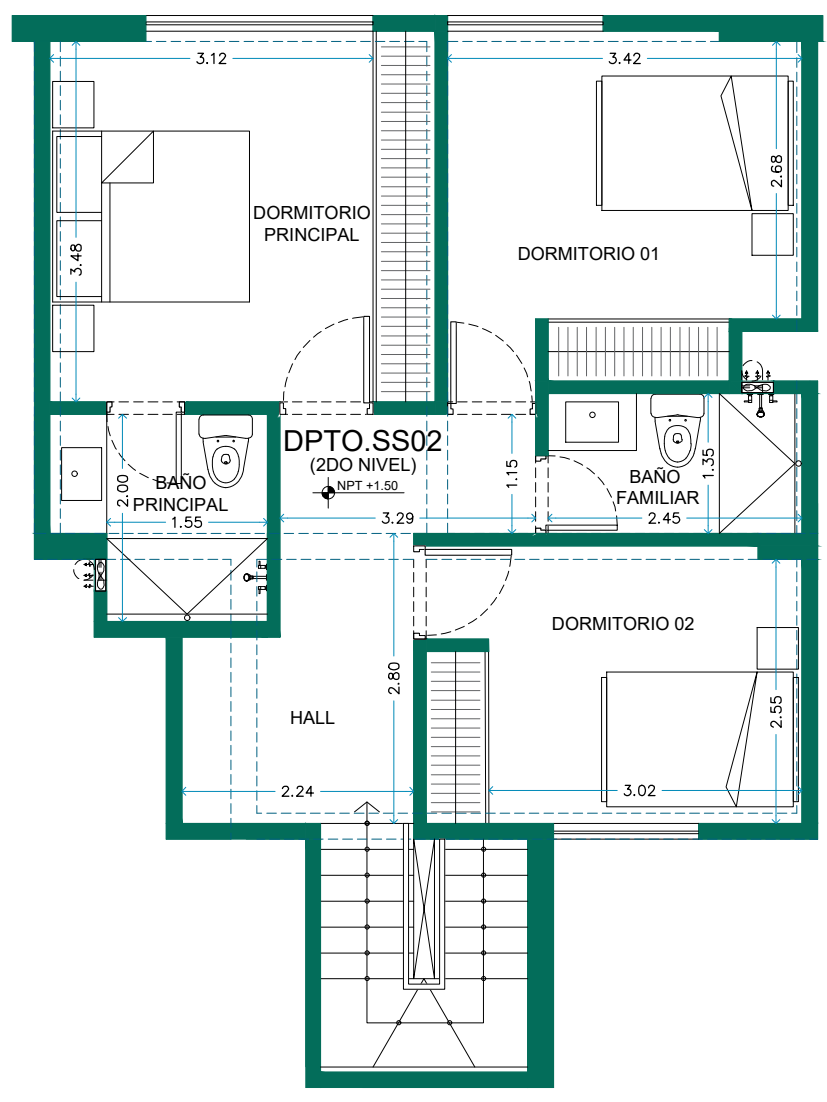 3.12
3.42
2.68
DORMITORIO
PRINCIPAL
3.48
DORMITORIO 01
DPTO.SS02
(2DO NIVEL)
NPT +1.50
BAÑO
PRINCIPAL
2.00
1.55
3.29
1.15
BAÑO
FAMILIAR
1.35
2.45
DORMITORIO 02
2.80
HALL
2.55
2.24
3.02